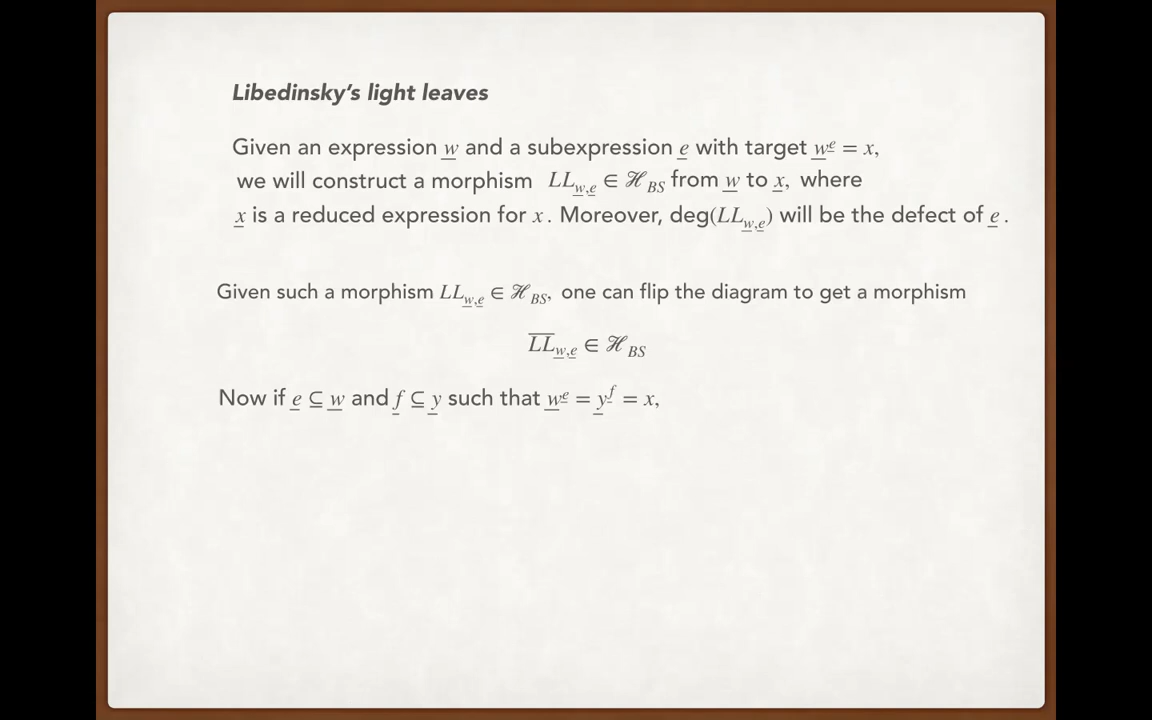 Libedinsky's light leaves
Given an expression w̲ and a subexpression e̲ with target w̲^e̲ = x,
we will construct a morphism LL_{w̲,e̲} ∈ ℋ_{BS} from w̲ to x̲, where
x̲ is a reduced expression for x. Moreover, deg(LL_{w̲,e̲}) will be the defect of e̲.
Given such a morphism LL_{w̲,e̲} ∈ ℋ_{BS}, one can flip the diagram to get a morphism
L̅L̅_{w̲,e̲} ∈ ℋ_{BS}
Now if e̲ ⊆ w̲ and f̲ ⊆ y̲ such that w̲^e̲ = y̲^f̲ = x,